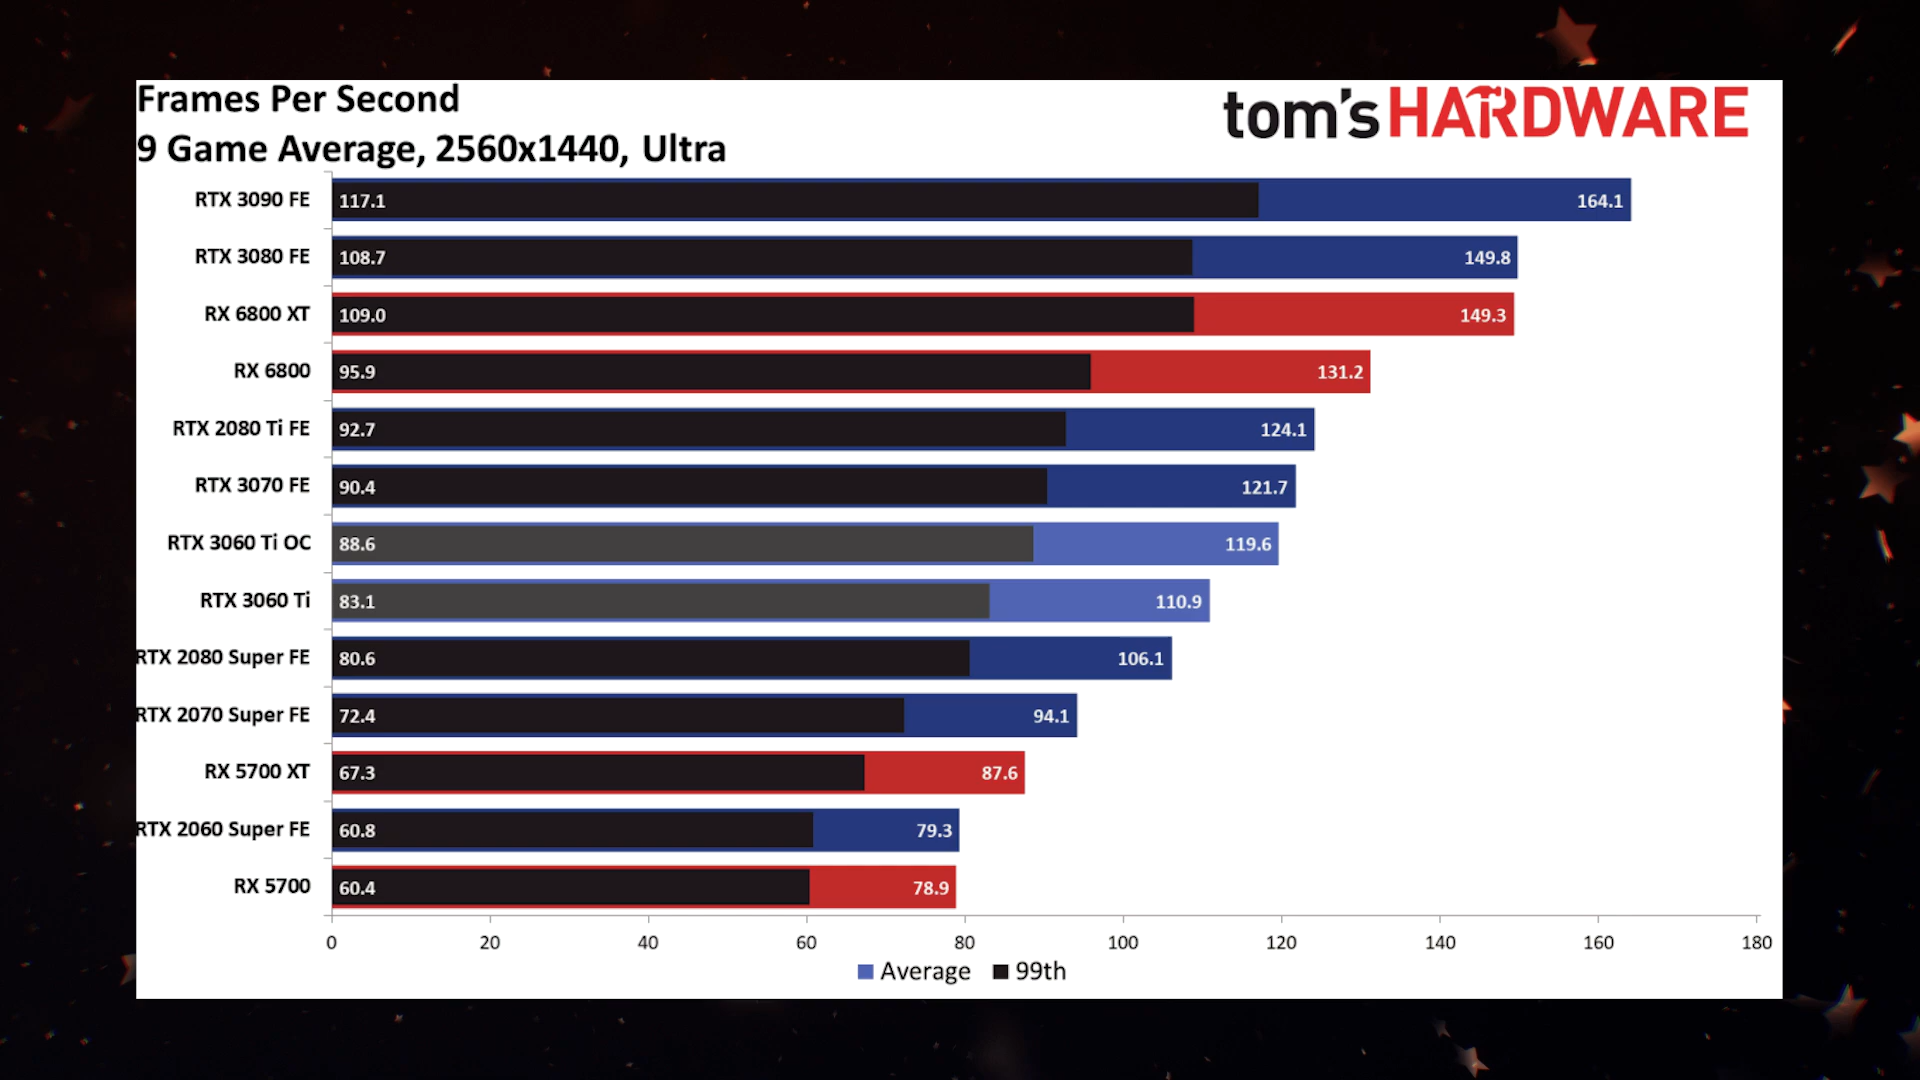 Frames Per Second
tom's HARDWARE
9 Game Average, 2560x1440, Ultra
RTX 3090 FE 117.1 164.1
RTX 3080 FE 108.7 149.8
RX 6800 XT 109.0 149.3
RX 6800 95.9 131.2
RTX 2080 Ti FE 92.7 124.1
RTX 3070 FE 90.4 121.7
RTX 3060 Ti OC 88.6 119.6
RTX 3060 Ti 83.1 110.9
RTX 2080 Super FE 80.6 106.1
RTX 2070 Super FE 72.4 94.1
RX 5700 XT 67.3 87.6
RTX 2060 Super FE 60.8 79.3
RX 5700 60.4 78.9
0 20 40 60 80 100 120 140 160 180
Average 99th